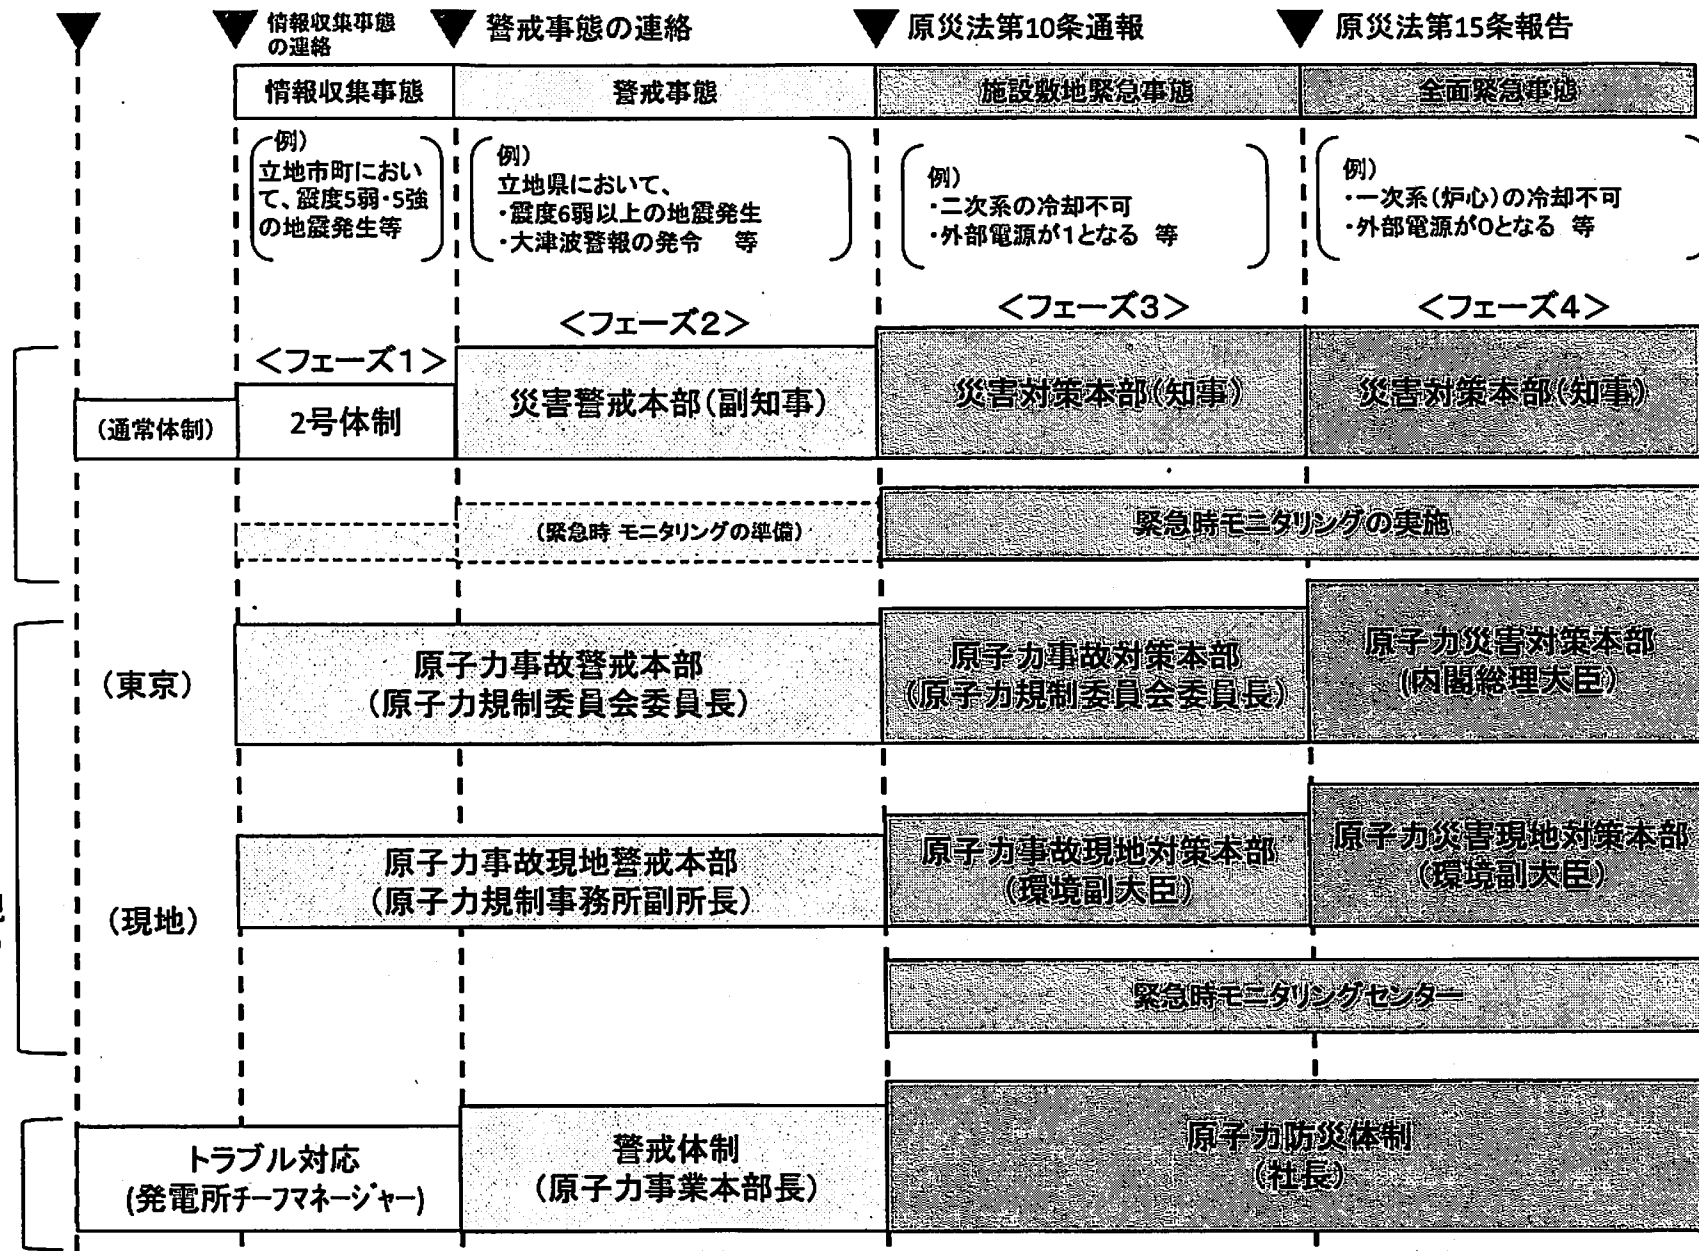 情報収集事態
の連絡
警戒事態の連絡
原災法第10条通報
原災法第15条報告
情報収集事態
警戒事態
施設敷地緊急事態
全面緊急事態
例)
立地市町におい
て、震度5弱・5強
の地震発生等
例)
立地県において、
・震度6弱以上の地震発生
・大津波警報の発令 等
例)
・二次系の冷却不可
・外部電源が1となる 等
例)
・一次系(炉心)の冷却不可
・外部電源が0となる 等
<フェーズ1>
<フェーズ2>
<フェーズ3>
<フェーズ4>
(通常体制)
2号体制
災害警戒本部(副知事)
災害対策本部(知事)
災害対策本部(知事)
(緊急時 モニタリングの準備)
緊急時モニタリングの実施
(東京)
原子力事故警戒本部
(原子力規制委員会委員長)
原子力事故対策本部
(原子力規制委員会委員長)
原子力災害対策本部
(内閣総理大臣)
(現地)
原子力事故現地警戒本部
(原子力規制事務所副所長)
原子力事故現地対策本部
(環境副大臣)
原子力災害現地対策本部
(環境副大臣)
緊急時モニタリングセンター
トラブル対応
(発電所チーフマネージャー)
警戒体制
(原子力事業本部長)
原子力防災体制
(社長)